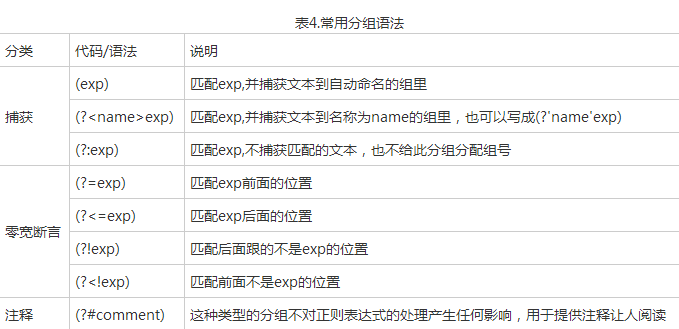 表4.常用分组语法
分类 代码/语法 说明
捕获 (exp) 匹配exp,并捕获文本到自动命名的组里
(?<name>exp) 匹配exp,并捕获文本到名称为name的组里，也可以写成(?'name'exp)
(?:exp) 匹配exp,不捕获匹配的文本，也不给此分组分配组号
零宽断言 (?=exp) 匹配exp前面的位置
(?<=exp) 匹配exp后面的位置
(?!exp) 匹配后面跟的不是exp的位置
(?<!exp) 匹配前面不是exp的位置
注释 (?#comment) 这种类型的分组不对正则表达式的处理产生任何影响，用于提供注释让人阅读